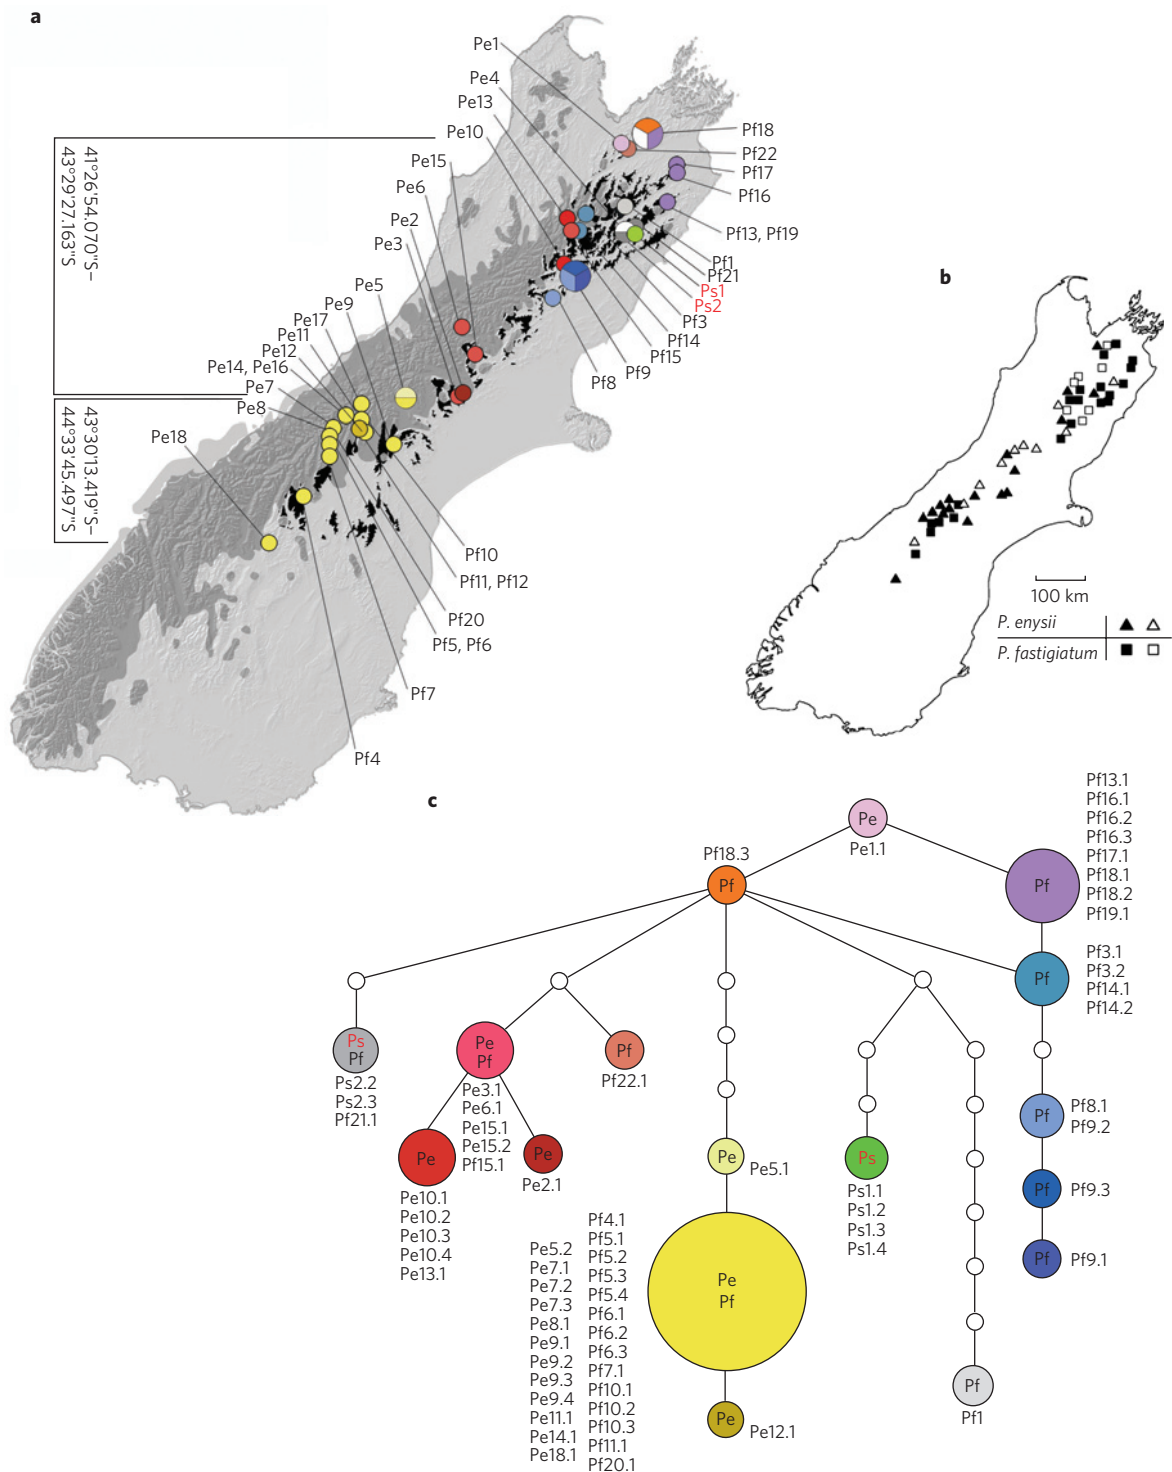 a
Pe1
Pe4
Pe13
Pe10
Pe15
Pe6
Pe2
Pe3
Pe5
Pe9
Pe17
Pe11
Pe12
Pe14, Pe16
Pe7
Pe8
Pe18
41°26'54.070"S–
43°29'27.163"S
43°30'13.419"S–
44°33'45.497"S
Pf18
Pf22
Pf17
Pf16
Pf13, Pf19
Pf1
Pf21
Ps1
Ps2
Pf3
Pf14
Pf15
Pf9
Pf8
Pf10
Pf11, Pf12
Pf20
Pf5, Pf6
Pf7
Pf4
b
100 km
P. enysii
P. fastigiatum
c
Pe
Pe1.1
Pf18.3
Pf
Pf
Pf13.1
Pf16.1
Pf16.2
Pf16.3
Pf17.1
Pf18.1
Pf18.2
Pf19.1
Pf
Pf3.1
Pf3.2
Pf14.1
Pf14.2
Ps
Pf
Ps2.2
Ps2.3
Pf21.1
Pe
Pf
Pe3.1
Pe6.1
Pe15.1
Pe15.2
Pf15.1
Pf
Pf22.1
Pe
Pe10.1
Pe10.2
Pe10.3
Pe10.4
Pe13.1
Pe
Pe2.1
Pe
Pe5.1
Ps
Ps1.1
Ps1.2
Ps1.3
Ps1.4
Pf
Pf8.1
Pf9.2
Pf
Pf9.3
Pf
Pf9.1
Pe5.2
Pe7.1
Pe7.2
Pe7.3
Pe8.1
Pe9.1
Pe9.2
Pe9.3
Pe9.4
Pe11.1
Pe14.1
Pe18.1
Pf4.1
Pf5.1
Pf5.2
Pf5.3
Pf5.4
Pf6.1
Pf6.2
Pf6.3
Pf7.1
Pf10.1
Pf10.2
Pf10.3
Pf11.1
Pf20.1
Pe
Pf
Pe
Pe12.1
Pf
Pf1